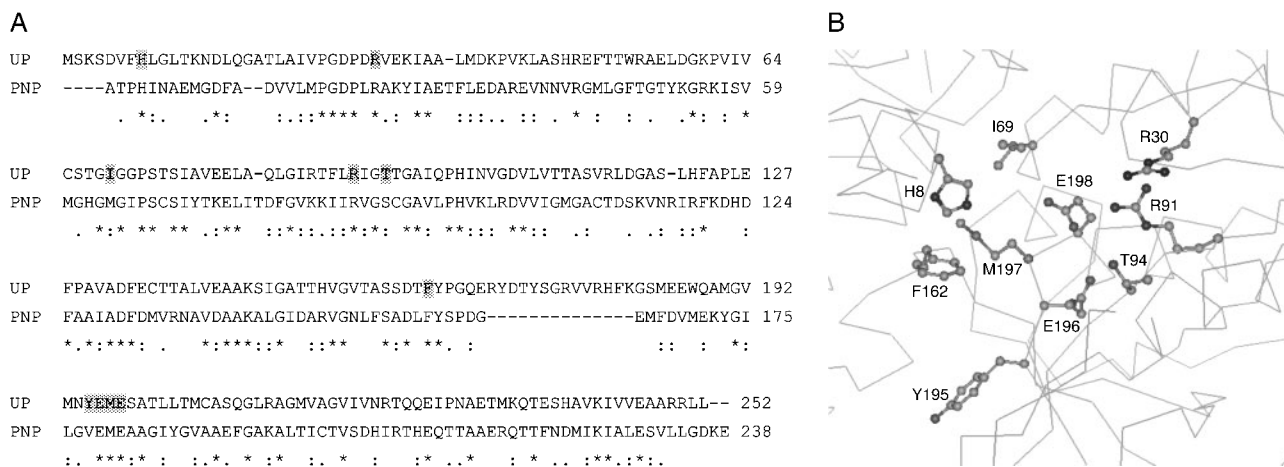 A
UP MSKSDVFHLGLTKNDLQGATLAIVPGDPDRVEKIAA-LMDKPVKLASHREFTTWRAELDGKPVIV 64
PNP ----ATPHINAEMGDFA--DVVLMPGDPLRAKYIAETFLEDAREVNNVRGMLGFTGTYKGRKISV 59
. *: .*: :.::**** *.: **. :::.:.:: * : ** . :*: * *
UP CSTGIGGPSTSIAVEELA-QLGIRTFLRIGTTGAIQPHINVGDVLVTTASVRLDGAS-LHFAPLE 127
PNP MGHGMGIPSCSIYTKELITDFGVKKIIRVGSCGAVLPHVKLRDVVIGMGACTDSKVNRIRFKDHD 124
. *:* ** ** .:** ::*::.::*:*: **: **::: **:: .: . .. ::* :
UP FPAVADFECTTALVEAAKSIGATTHVGVTASSDTFYPGQERYDTYSGRVVRHFKGSMEEWQAMGV 192
PNP FAAIADFDMVRNAVDAAKALGIDARVGNLFSADLFYSPDG--------------EMFDVMEKYGI 175
*.*:***: . *:***::* ::** *:* **. : .: : *:
UP MNYEMESATLLTMCASQGLRAGMVAGVIVNRTQQEIPNAETMKQTESHAVKIVVEAARRLL-- 252
PNP LGVEMEAAGIYGVAAEFGAKALTICTVSDHIRTHEQTTAAERQTTFNDMIKIALESVLLGDKE 238
:. ***:* : :.*. * :* :. * : :* ..* : * .. :**.:*:.
B
I69
R30
H8
E198
R91
M197
T94
F162
E196
Y195